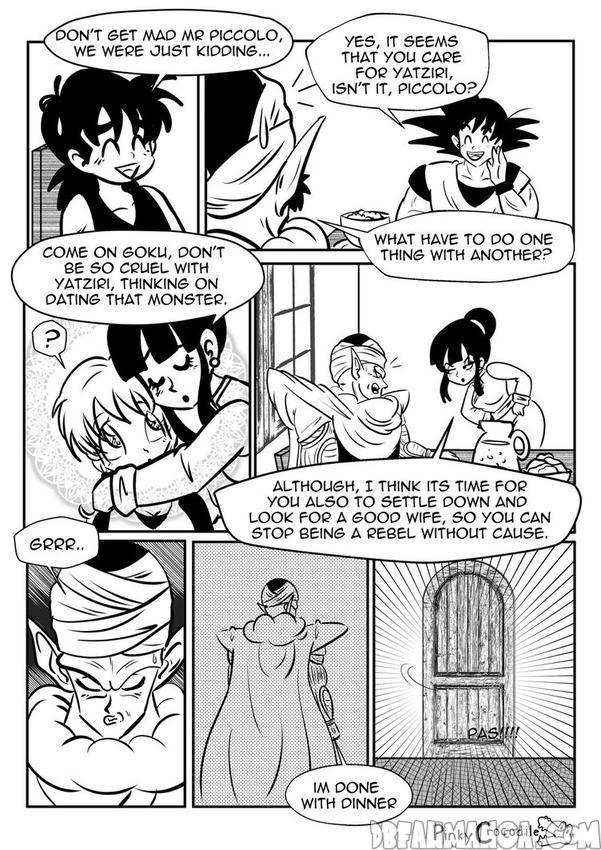 DON'T GET MAD MR PICCOLO,
WE WERE JUST KIDDING...
YES, IT SEEMS
THAT YOU CARE
FOR YATZIRI,
ISN'T IT, PICCOLO?
WHAT HAVE TO DO ONE
THING WITH ANOTHER?
COME ON GOKU, DON'T
BE SO CRUEL WITH
YATZIRI, THINKING ON
DATING THAT MONSTER.
?
ALTHOUGH, I THINK ITS TIME FOR
YOU ALSO TO SETTLE DOWN AND
LOOK FOR A GOOD WIFE, SO YOU CAN
STOP BEING A REBEL WITHOUT CAUSE.
GRRR..
IM DONE
WITH DINNER
PAS!!!!
Pinky Crocodile